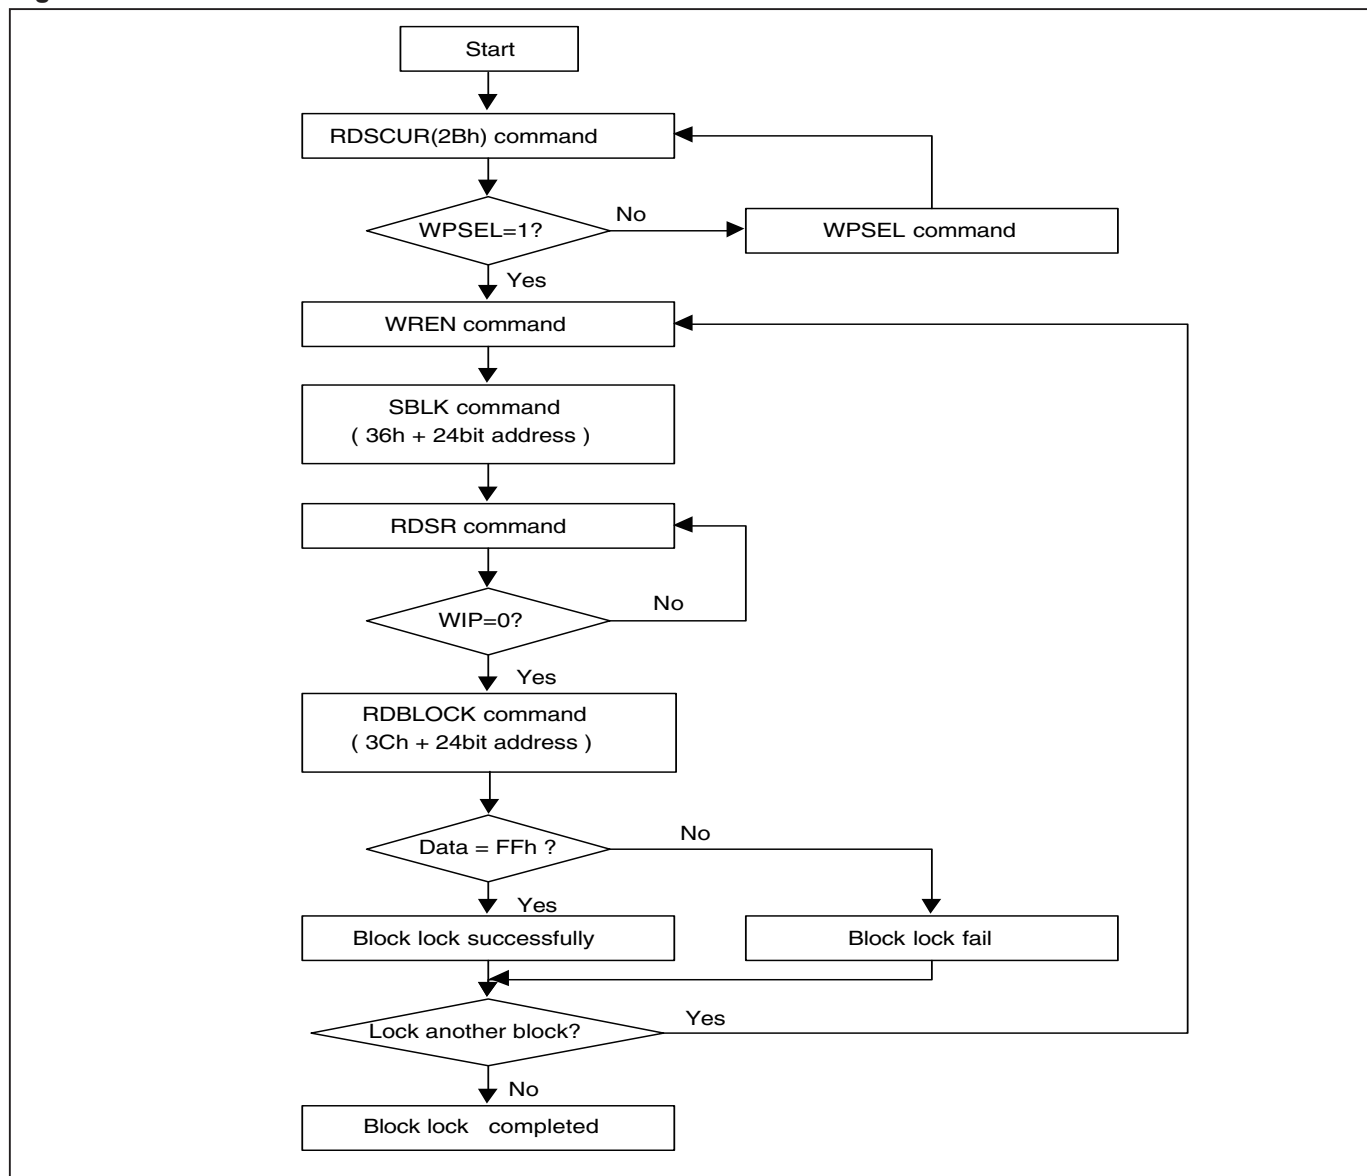 Start
RDSCUR(2Bh) command
WPSEL=1?
No
WPSEL command
Yes
WREN command
SBLK command
( 36h + 24bit address )
RDSR command
WIP=0?
No
Yes
RDBLOCK command
( 3Ch + 24bit address )
Data = FFh ?
No
Yes
Block lock successfully
Block lock fail
Lock another block?
Yes
No
Block lock completed